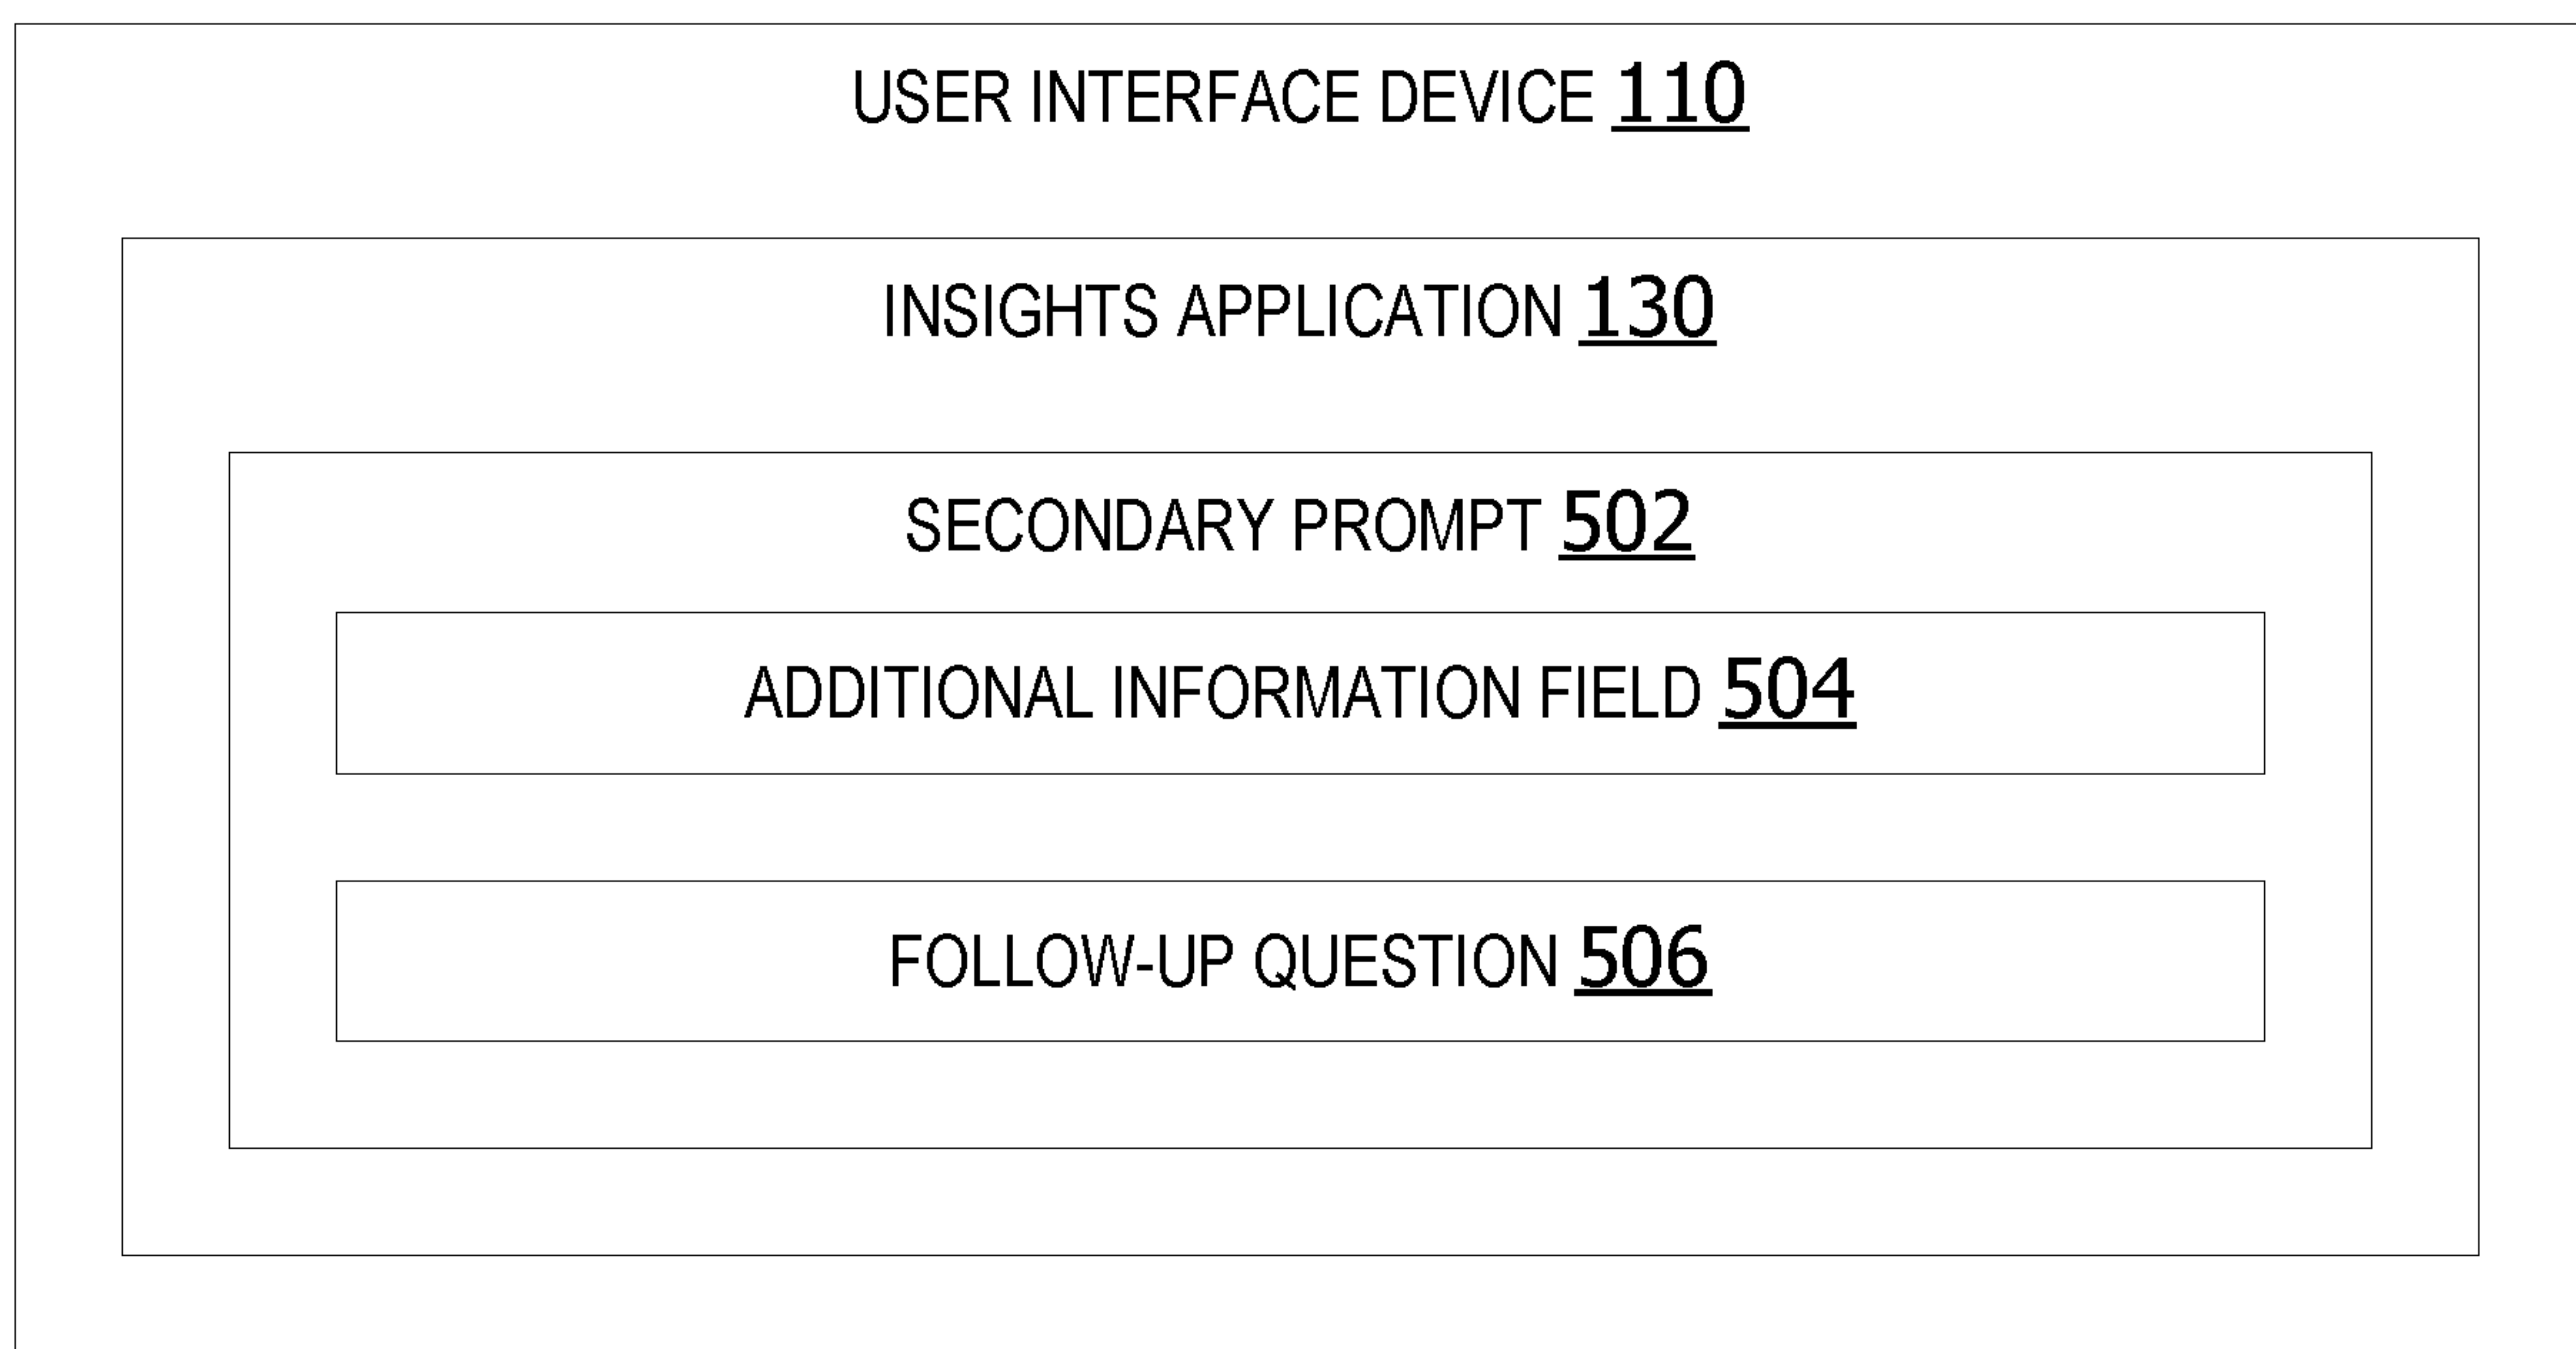 USER INTERFACE DEVICE 110
INSIGHTS APPLICATION 130
SECONDARY PROMPT 502
ADDITIONAL INFORMATION FIELD 504
FOLLOW-UP QUESTION 506